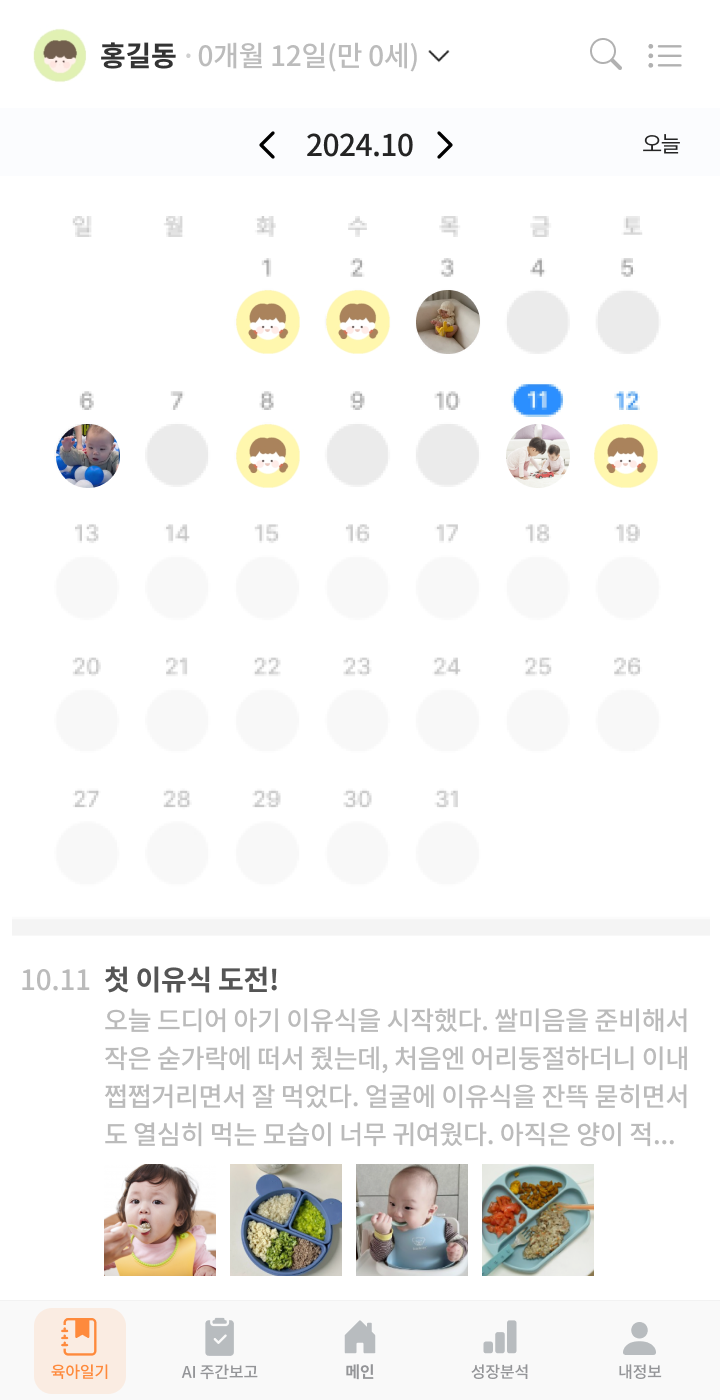 홍길동 · 0개월 12일(만 0세)
2024.10
오늘
일 월 화 수 목 금 토
1 2 3 4 5
6 7 8 9 10 11 12
13 14 15 16 17 18 19
20 21 22 23 24 25 26
27 28 29 30 31
10.11 첫 이유식 도전!
오늘 드디어 아기 이유식을 시작했다. 쌀미음을 준비해서
작은 숟가락에 떠서 줬는데, 처음엔 어리둥절하더니 이내
쩝쩝거리면서 잘 먹었다. 얼굴에 이유식을 잔뜩 묻히면서
도 열심히 먹는 모습이 너무 귀여웠다. 아직은 양이 적...
육아일기 AI 주간보고 메인 성장분석 내정보